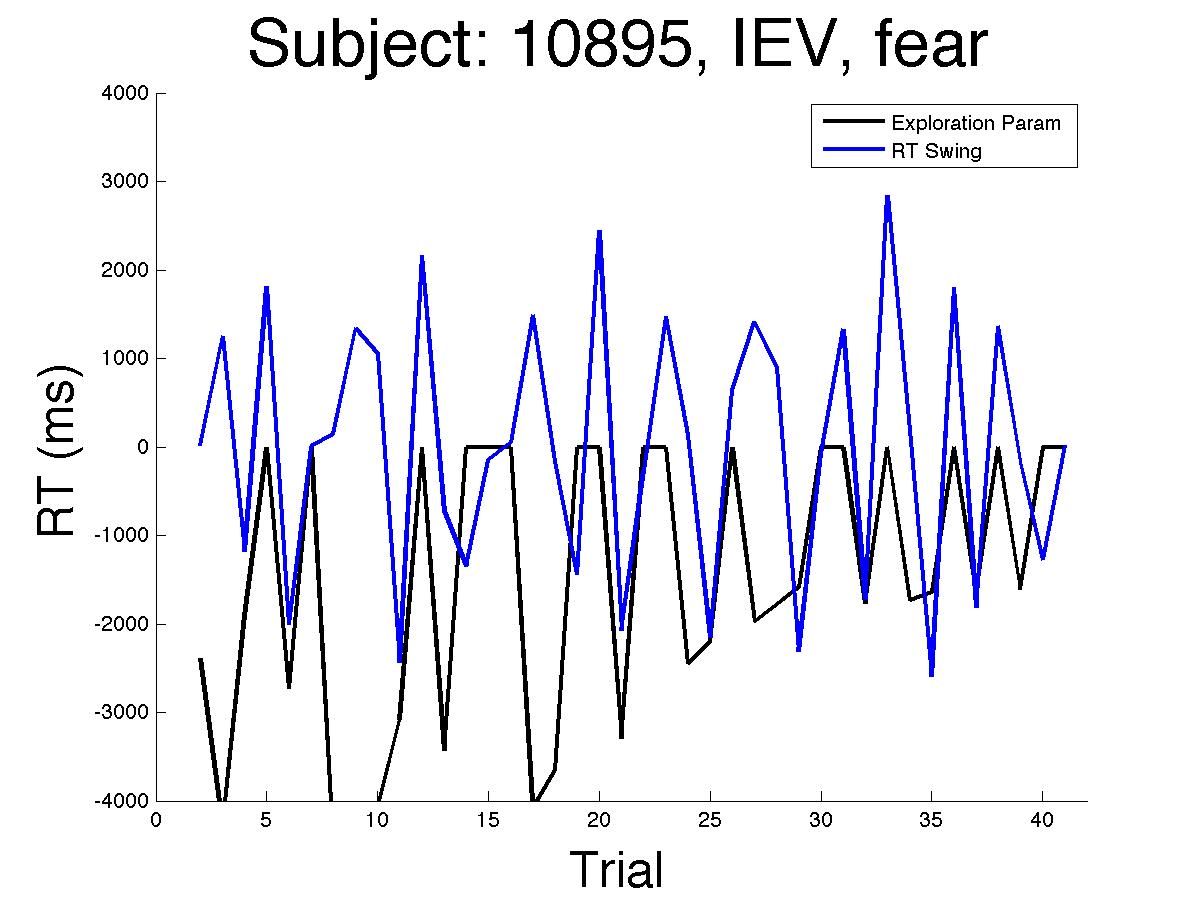 Subject: 10895, IEV, fear
Exploration Param
RT Swing
4000
3000
2000
1000
0
-1000
-2000
-3000
-4000
RT (ms)
0 5 10 15 20 25 30 35 40
Trial